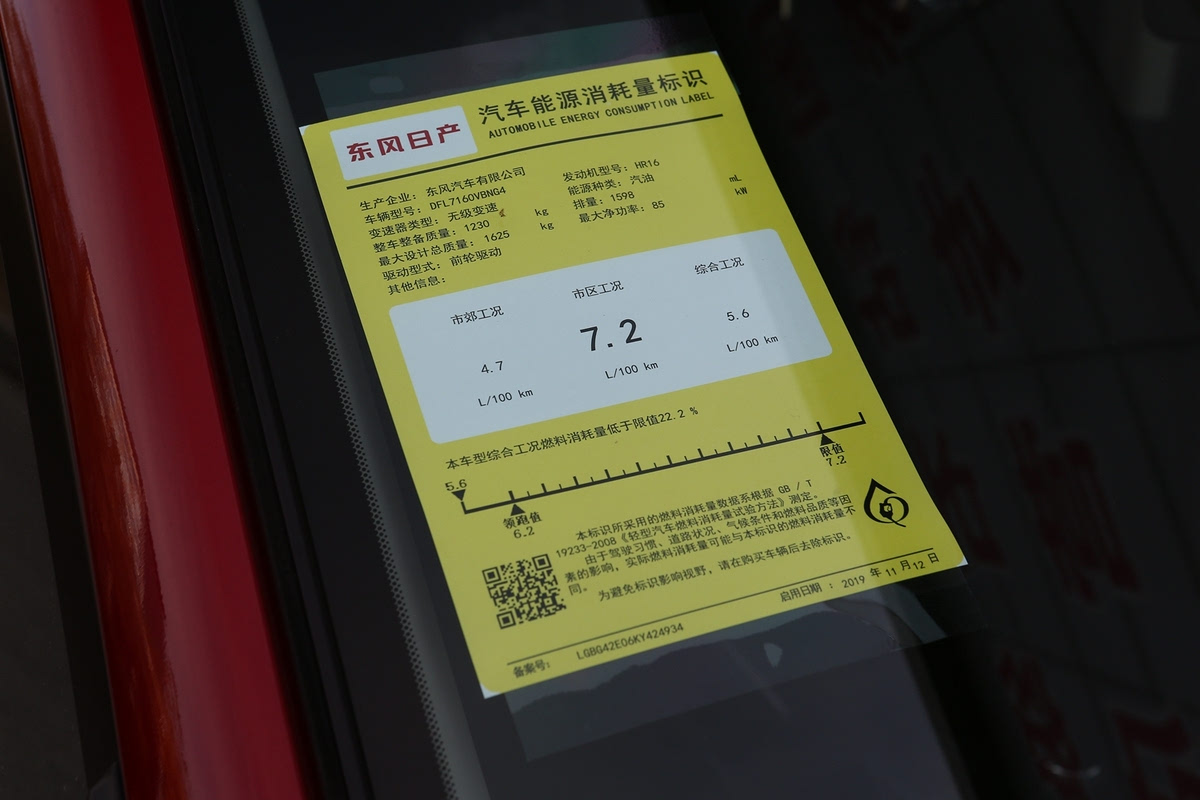 东风日产
汽车能源消耗量标识
AUTOMOBILE ENERGY CONSUMPTION LABEL
生产企业：东风汽车有限公司
车辆型号：DFL7160VBNG4
变速器类型：无级变速
整车整备质量：1230 kg
最大设计总质量：1625 kg
驱动型式：前轮驱动
其他信息：
发动机型号：HR16
能源种类：汽油
排量：1598 mL
最大净功率：85 kW
市郊工况
4.7
L/100 km
市区工况
7.2
L/100 km
综合工况
5.6
L/100 km
本车型综合工况燃料消耗量低于限值22.2 %
5.6
领跑值
6.2
限值
7.2
本标识所采用的燃料消耗量数据系根据 GB / T
19233-2008《轻型汽车燃料消耗量试验方法》测定。
由于驾驶习惯、道路状况、气候条件和燃料品质等因
素的影响，实际燃料消耗量可能与本标识的燃料消耗量不
同。
为避免标识影响视野，请在购买车辆后去除标识。
备案号： LGBG42E06KY424934
启用日期：2019 年 11 月 12 日